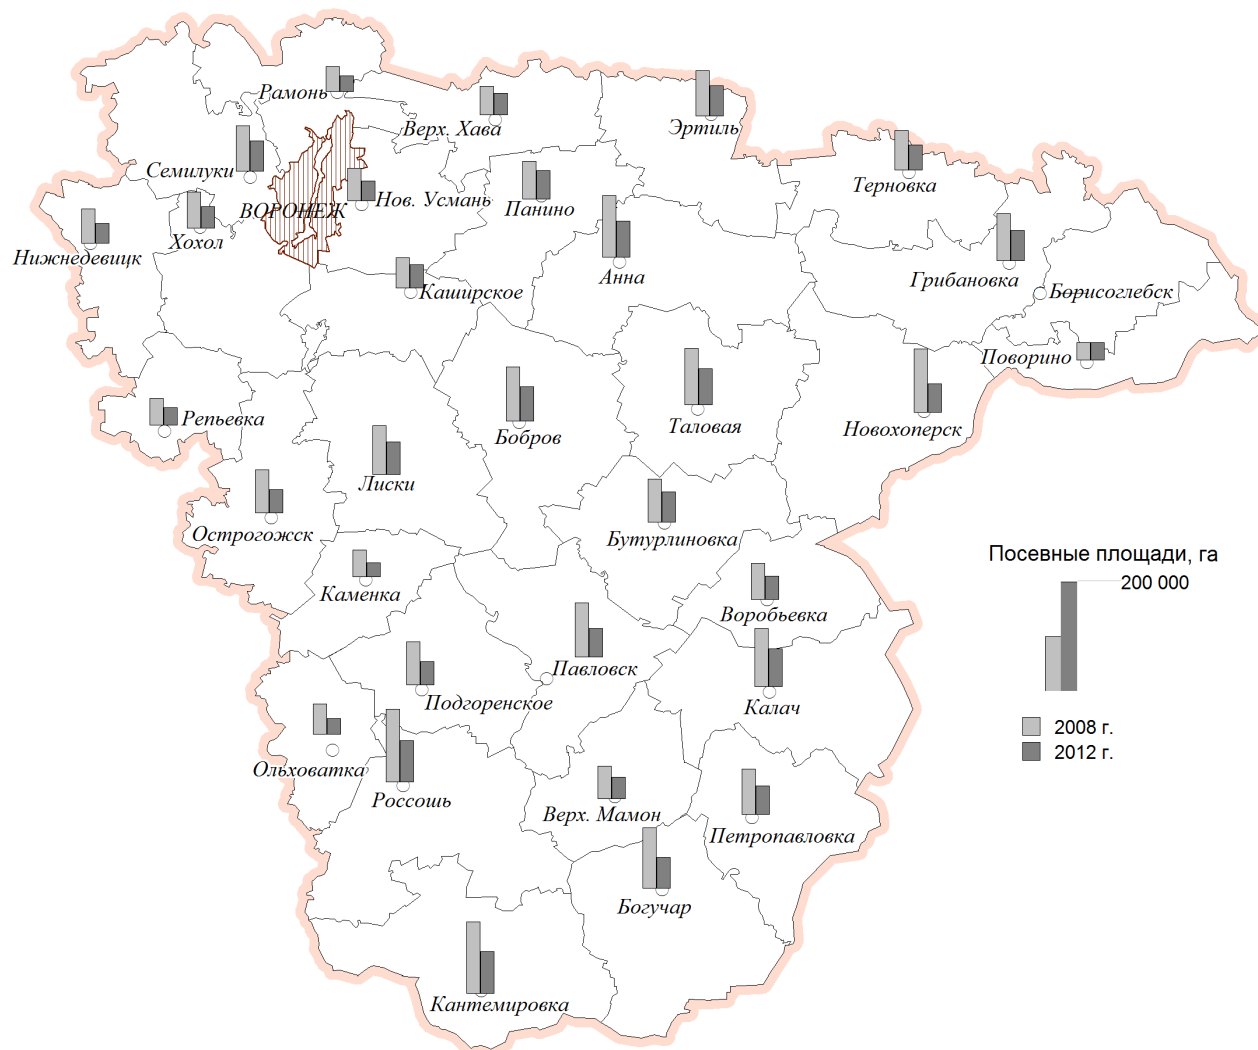 Рамонь
Верх. Хава
Эртиль
Семилуки
Терновка
Нов. Усмань
Панино
ВОРОНЕЖ
Хохол
Нижнедевицк
Анна
Грибановка
Каширское
Борисоглебск
Поворино
Репьевка
Бобров
Таловая
Новохоперск
Лиски
Острогожск
Бутурлиновка
Посевные площади, га
200 000
Каменка
Воробьевка
Павловск
Подгоренское
Калач
2008 г.
2012 г.
Ольховатка
Россошь
Верх. Мамон
Петропавловка
Богучар
Кантемировка